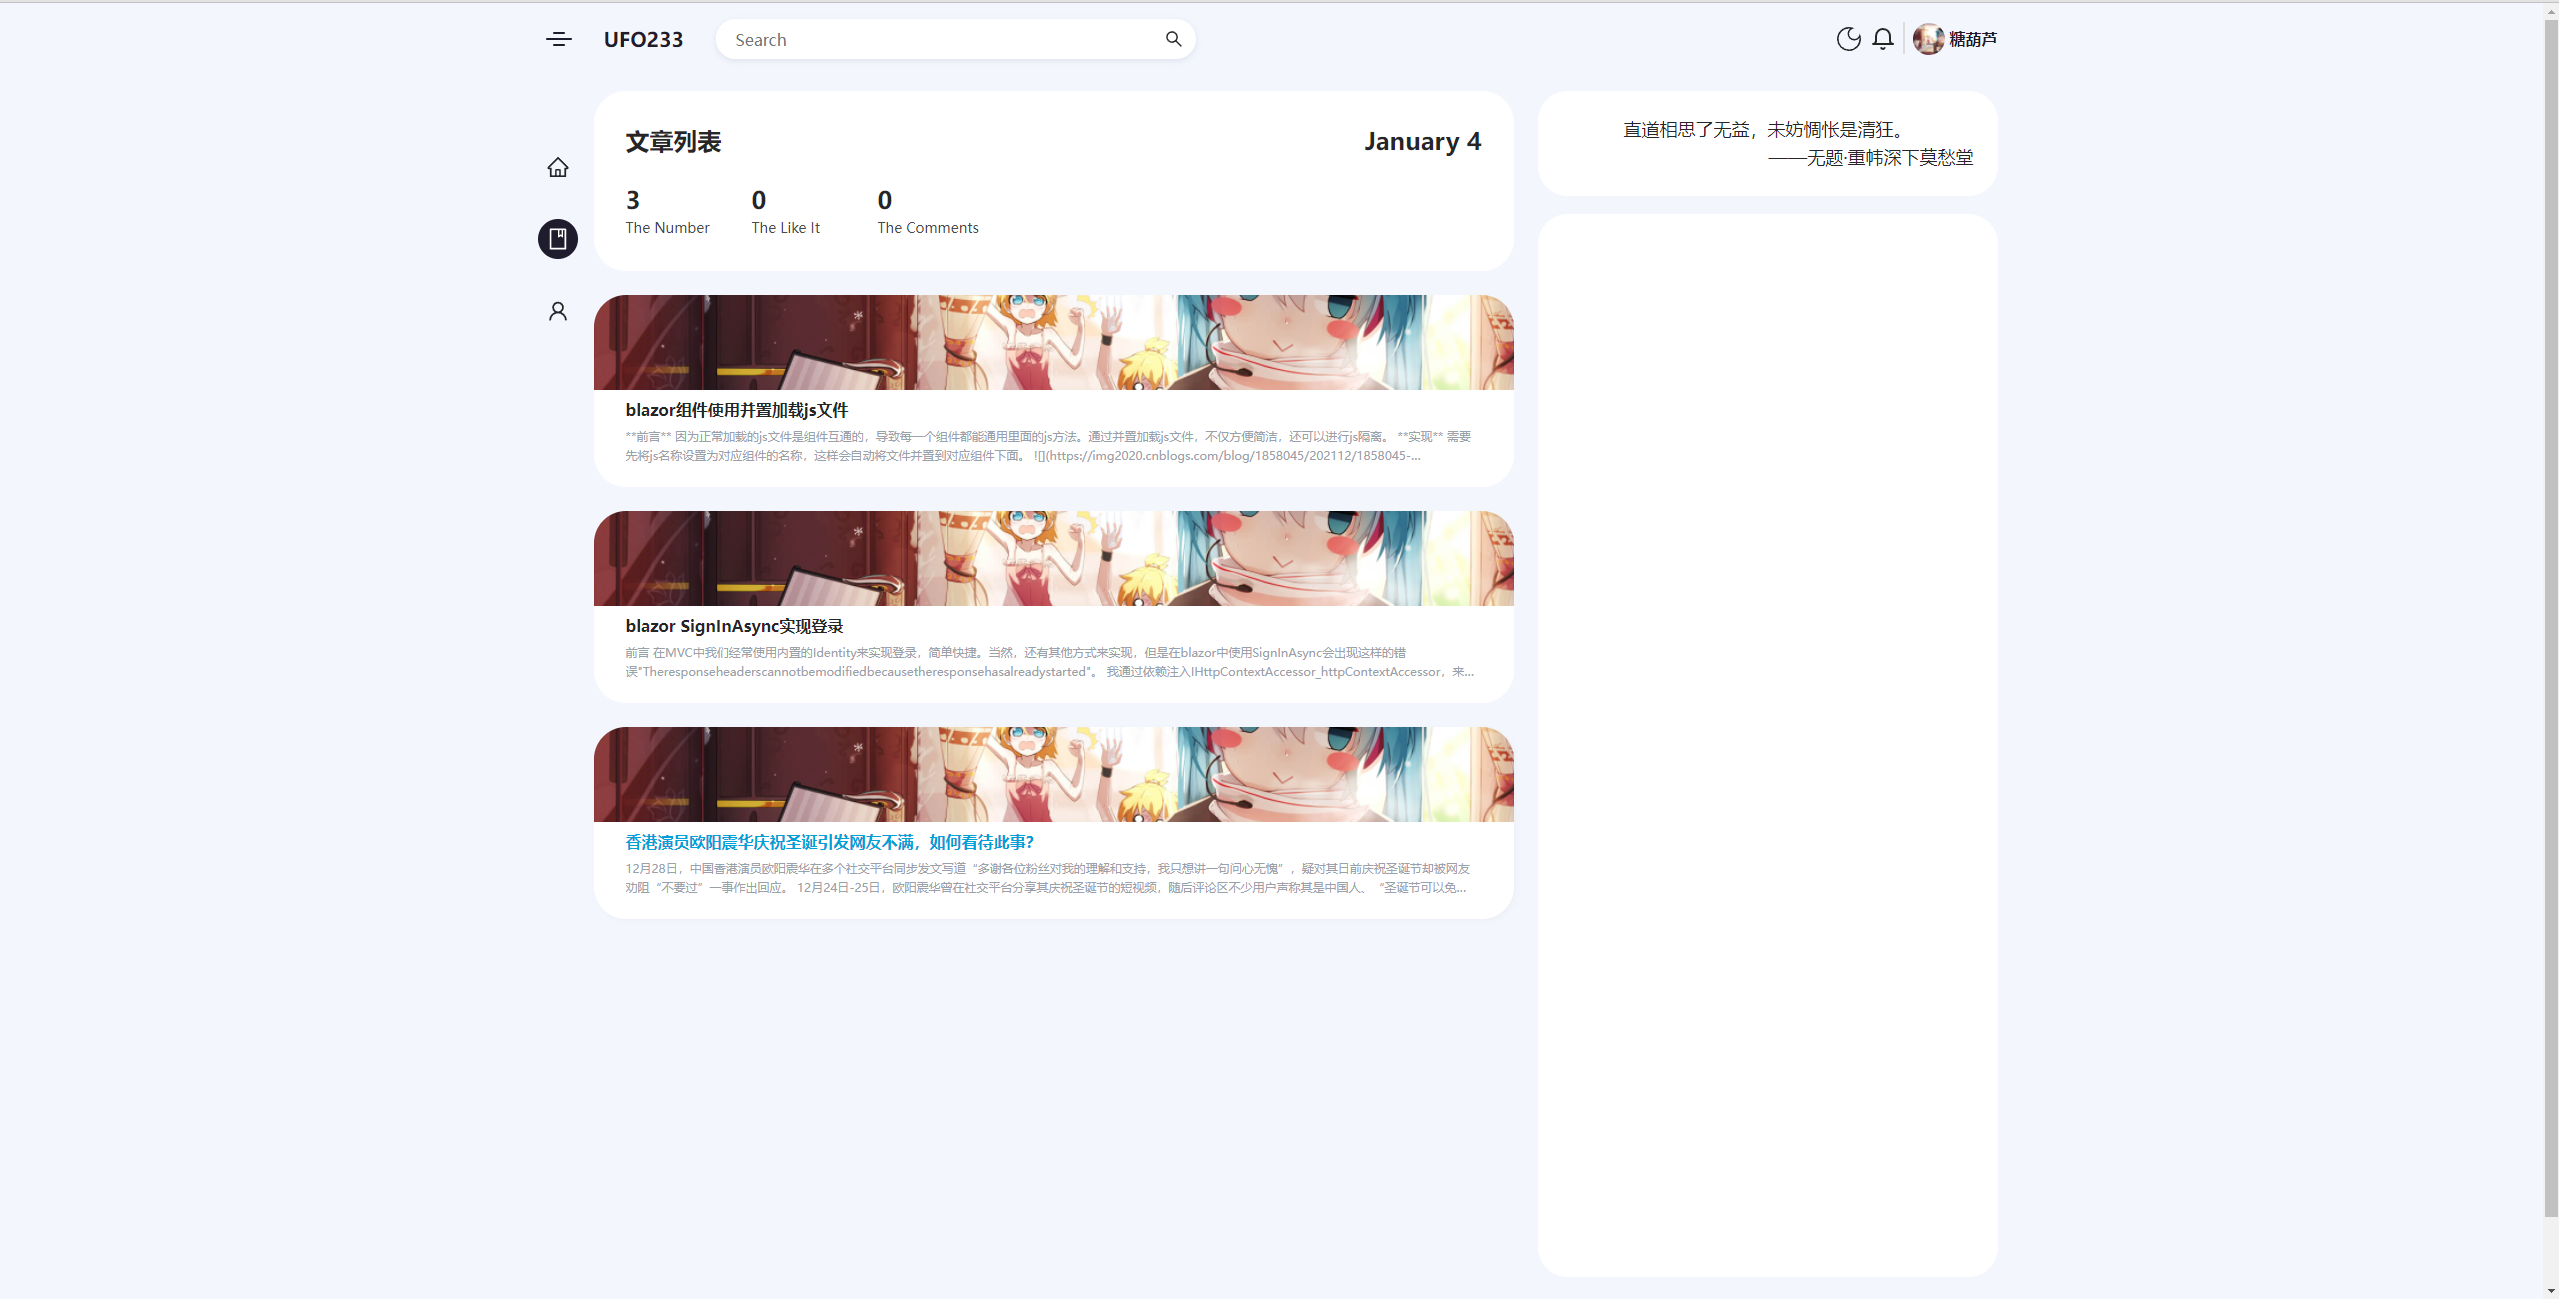 UFO233
Search
糖葫芦
文章列表
January 4
3
The Number
0
The Like It
0
The Comments
直道相思了无益，未妨惆怅是清狂。
——无题·重帏深下莫愁堂
blazor组件使用并置加载js文件
**前言** 因为正常加载的js文件是组件互通的，导致每一个组件都能通用里面的js方法。通过并置加载js文件，不仅方便简洁，还可以进行js隔离。 **实现** 需要
先将js名称设置为对应组件的名称，这样会自动将文件并置到对应组件下面。 ![](https://img2020.cnblogs.com/blog/1858045/202112/1858045-...
blazor SignInAsync实现登录
前言 在MVC中我们经常使用内置的Identity来实现登录，简单快捷。当然，还有其他方式来实现，但是在blazor中使用SignInAsync会出现这样的错
误"Theresponseheaderscannotbemodifiedbecausetheresponsehasalreadystarted"。 我通过依赖注入IHttpContextAccessor_httpContextAccessor，来...
香港演员欧阳震华庆祝圣诞引发网友不满，如何看待此事？
12月28日，中国香港演员欧阳震华在多个社交平台同步发文写道“多谢各位粉丝对我的理解和支持，我只想讲一句问心无愧”，疑对其日前庆祝圣诞节却被网友
劝阻“不要过”一事作出回应。 12月24日-25日，欧阳震华曾在社交平台分享其庆祝圣诞节的短视频，随后评论区不少用户声称其是中国人、“圣诞节可以免...